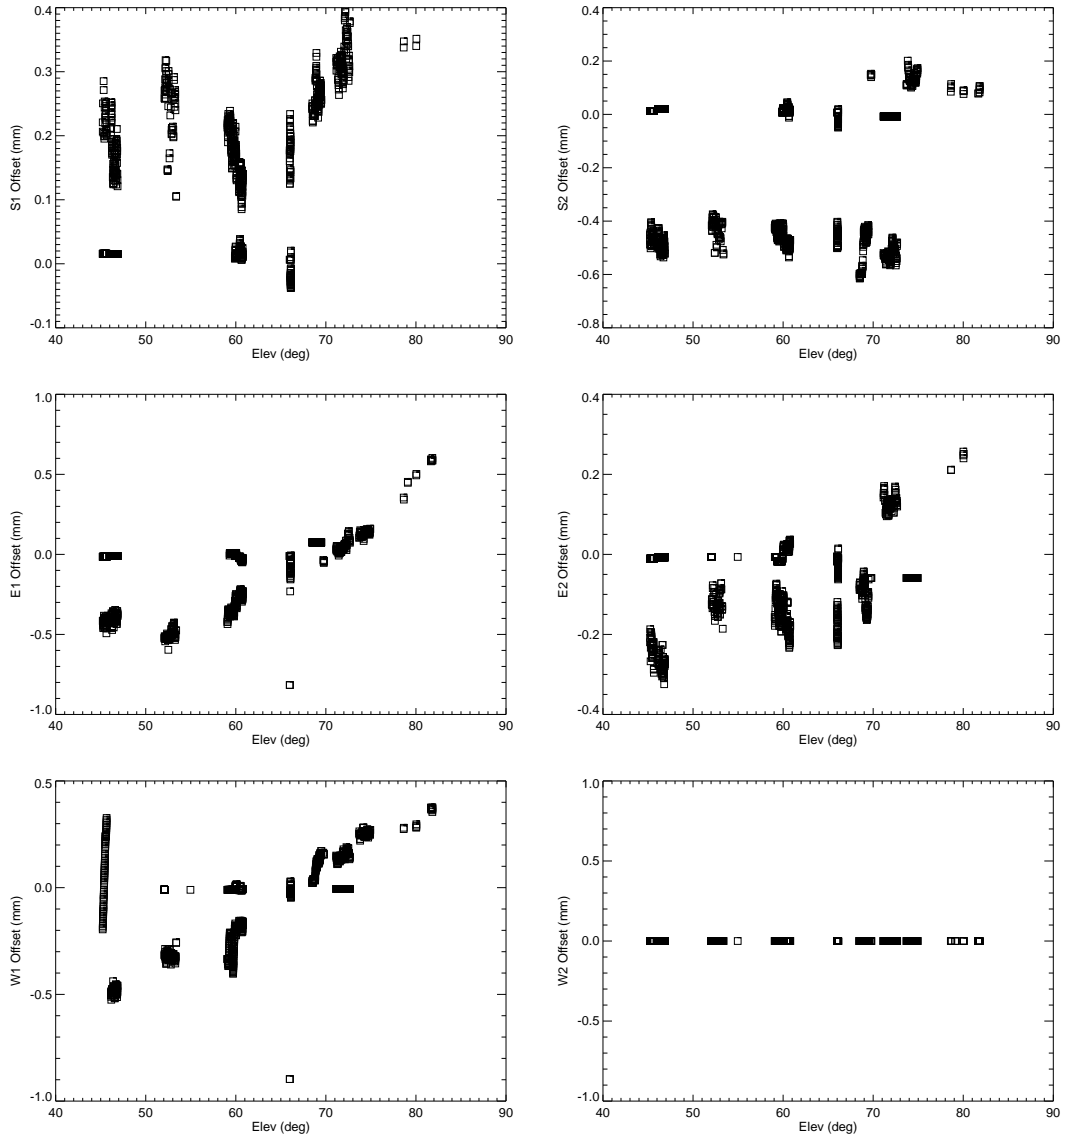 0.4
0.3
0.2
0.1
0.0
-0.1
S1 Offset (mm)
40 50 60 70 80 90
Elev (deg)
0.2
0.0
-0.2
-0.4
-0.6
-0.8
S2 Offset (mm)
40 50 60 70 80 90
Elev (deg)
1.0
0.5
0.0
-0.5
-1.0
E1 Offset (mm)
40 50 60 70 80 90
Elev (deg)
0.4
0.2
0.0
-0.2
-0.4
E2 Offset (mm)
40 50 60 70 80 90
Elev (deg)
0.5
0.0
-0.5
-1.0
W1 Offset (mm)
40 50 60 70 80 90
Elev (deg)
1.0
0.5
0.0
-0.5
-1.0
W2 Offset (mm)
40 50 60 70 80 90
Elev (deg)